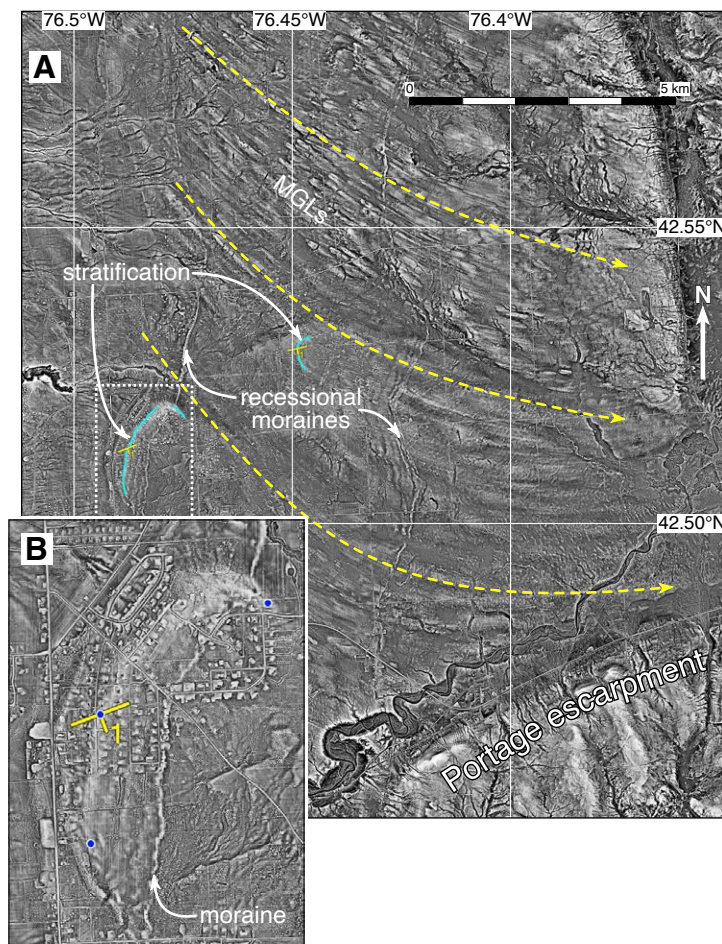 76.5°W
76.45°W
76.4°W
A
0
5 km
MGLs
42.55°N
stratification
N
recessional
moraines
42.50°N
B
1
Portage escarpment
moraine